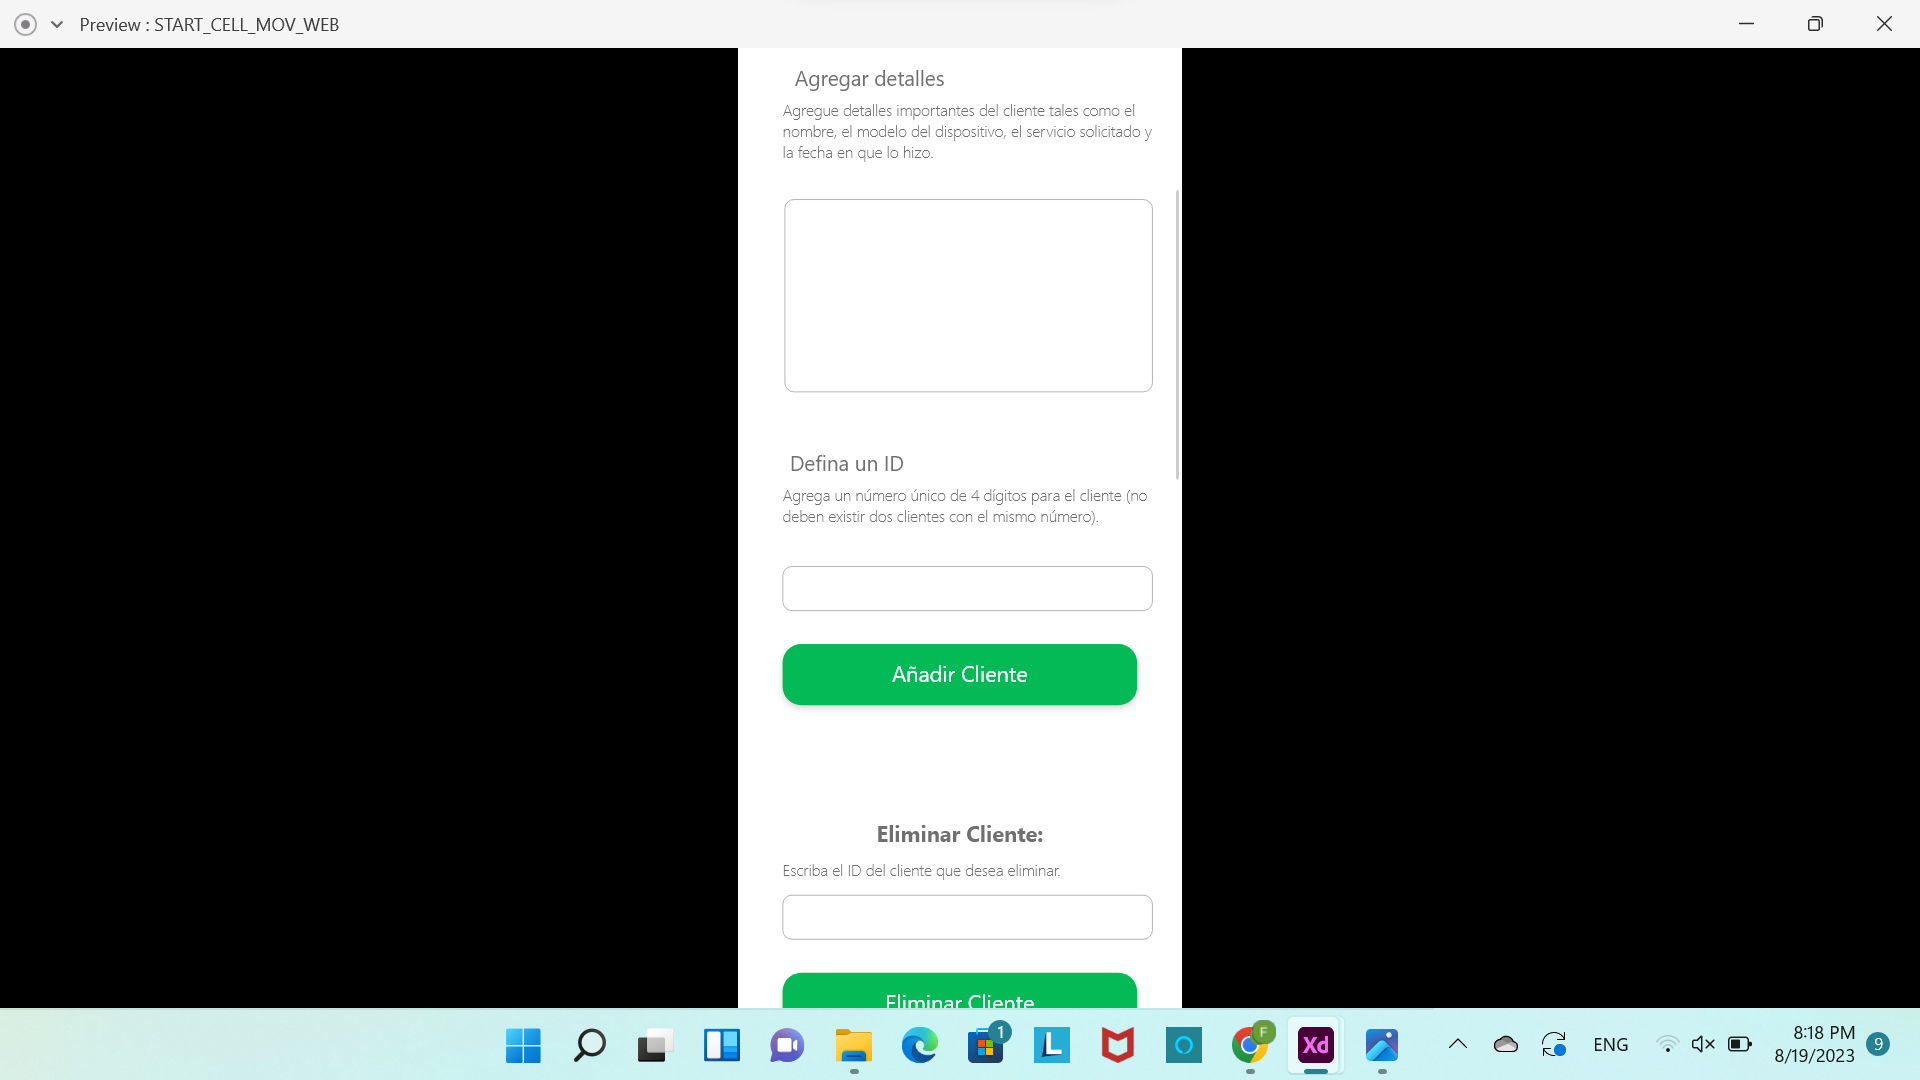 Preview : START_CELL_MOV_WEB
Agregar detalles
Agregue detalles importantes del cliente tales como el
nombre, el modelo del dispositivo, el servicio solicitado y
la fecha en que lo hizo.
Defina un ID
Agrega un número único de 4 dígitos para el cliente (no
deben existir dos clientes con el mismo número).
Añadir Cliente
Eliminar Cliente:
Escriba el ID del cliente que desea eliminar.
Eliminar Cliente
1
L
F
Xd
ENG
8:18 PM
8/19/2023
9